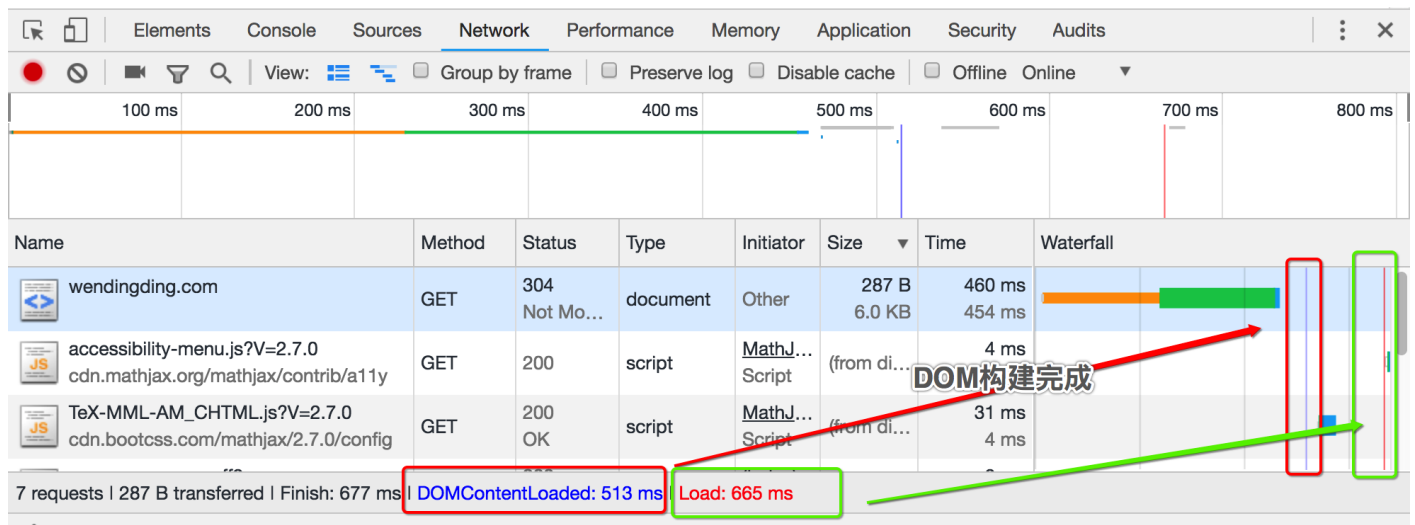 Elements Console Sources Network Performance Memory Application Security Audits
View: Group by frame Preserve log Disable cache Offline Online
100 ms 200 ms 300 ms 400 ms 500 ms 600 ms 700 ms 800 ms
Name Method Status Type Initiator Size Time Waterfall
wendingding.com GET 304 Not Mo... document Other 287 B 6.0 KB 460 ms 454 ms
accessibility-menu.js?V=2.7.0 GET 200 script MathJ... Script (from di... 4 ms
cdn.mathjax.org/mathjax/contrib/a11y
DOM构建完成
TeX-MML-AM_CHTML.js?V=2.7.0 GET 200 OK script MathJ... Script (from di... 31 ms 4 ms
cdn.bootcss.com/mathjax/2.7.0/config
7 requests | 287 B transferred | Finish: 677 ms | DOMContentLoaded: 513 ms | Load: 665 ms